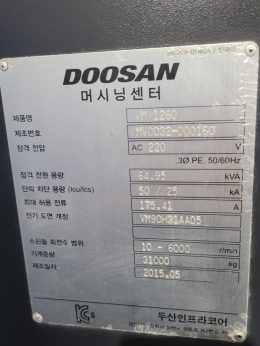 DOOSAN
머시닝센터
제품명 VM 1260
제조번호 MV0032-000160
정격 전압 AC 220 V
3Ø PE, 50/60Hz
정격 전원 용량 64.95 kVA
단락 차단 용량 (Icu/Ics) 50 / 25 kA
최대 허용 전류 175.41 A
전기 도면 개정 VM90H31AA05
스핀들 회전수 범위 10 - 6000 r/min
기계중량 31000 kg
제조일자 2015.05
두산인프라코어